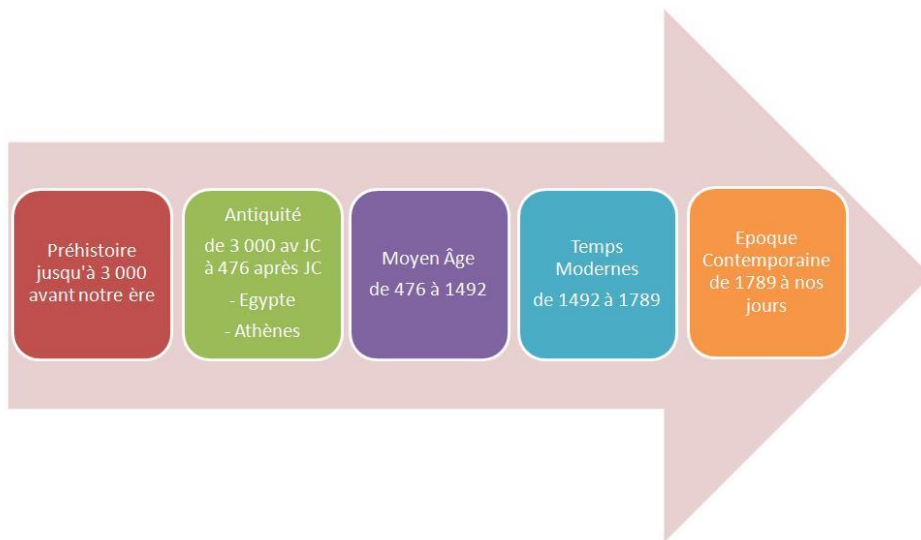 Préhistoire
jusqu'à 3 000
avant notre ère
Antiquité
de 3 000 av JC
à 476 après JC
- Egypte
- Athènes
Moyen Âge
de 476 à 1492
Temps
Modernes
de 1492 à 1789
Epoque
Contemporaine
de 1789 à nos
jours